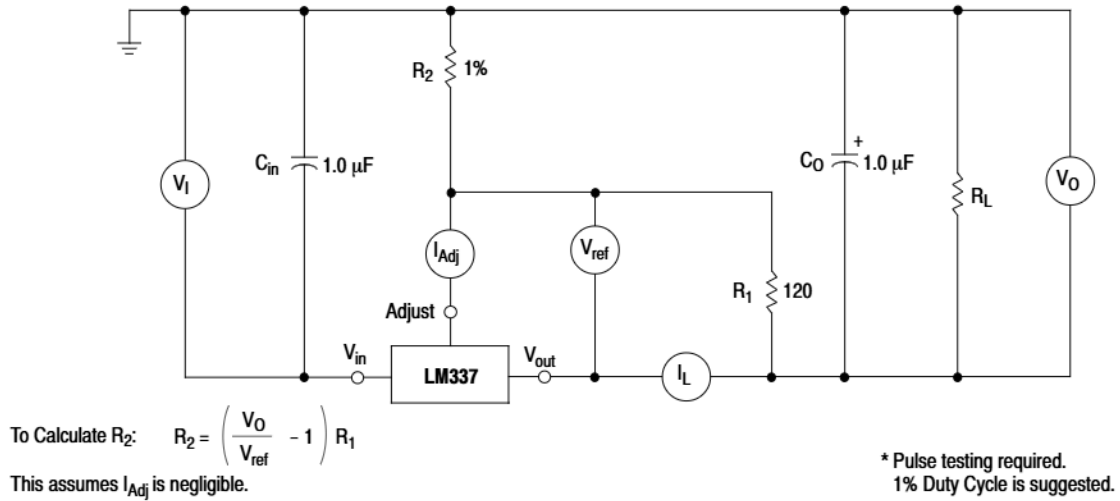 R2 1%
Cin 1.0 μF
CO + 1.0 μF
VI
RL
VO
IAdj
Vref
R1 120
Adjust
Vin
LM337
Vout
IL
To Calculate R2: R2 = ( VO / Vref - 1 ) R1
This assumes IAdj is negligible.
* Pulse testing required.
1% Duty Cycle is suggested.